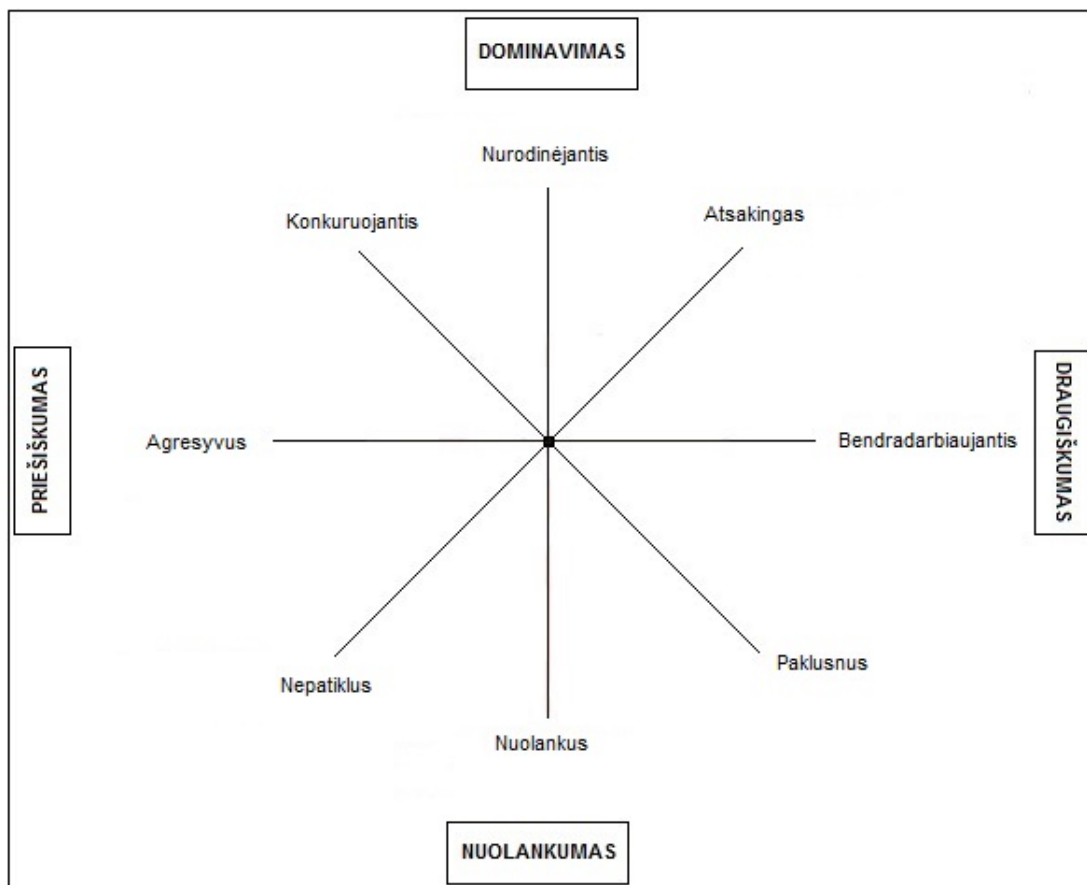 DOMINAVIMAS
Nurodinėjantis
Konkuruojantis
Atsakingas
PRIEŠIŠKUMAS
Agresyvus
Bendradarbiaujantis
DRAUGIŠKUMAS
Nepatiklus
Paklusnus
Nuolankus
NUOLANKUMAS